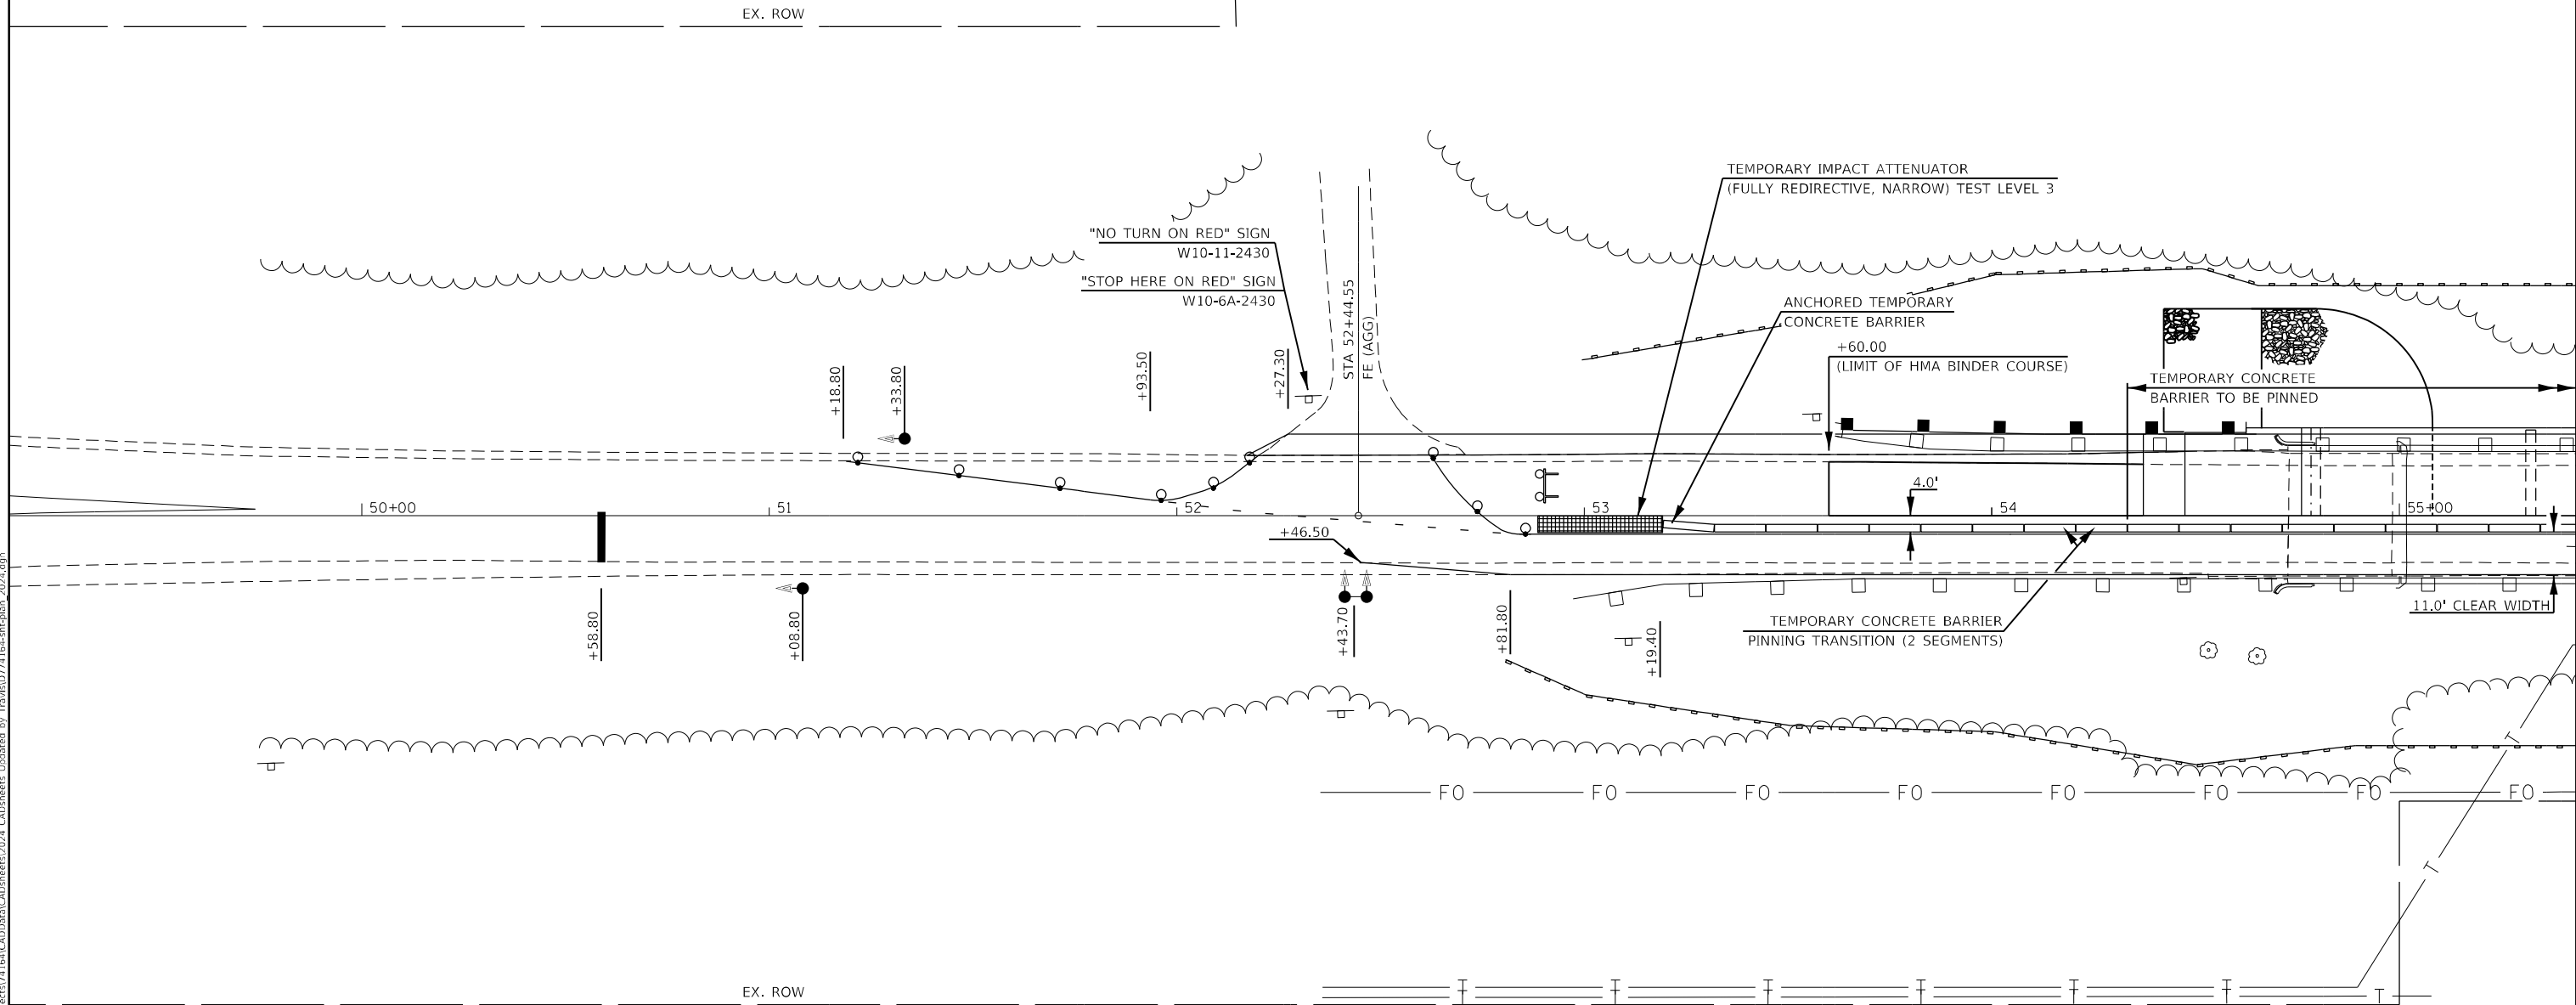 EX. ROW
TEMPORARY IMPACT ATTENUATOR
(FULLY REDIRECTIVE, NARROW) TEST LEVEL 3
"NO TURN ON RED" SIGN
W10-11-2430
"STOP HERE ON RED" SIGN
W10-6A-2430
STA 52+44.55
FE (AGG)
ANCHORED TEMPORARY
CONCRETE BARRIER
+60.00
(LIMIT OF HMA BINDER COURSE)
TEMPORARY CONCRETE
BARRIER TO BE PINNED
+18.80
+33.80
+93.50
+27.30
4.0'
50+00
51
52
53
54
55+00
+46.50
+58.80
+08.80
+43.70
+81.80
+19.40
11.0' CLEAR WIDTH
TEMPORARY CONCRETE BARRIER
PINNING TRANSITION (2 SEGMENTS)
FO FO FO FO FO FO FO FO
T
T
EX. ROW
T T T T T T
T T T T T T T